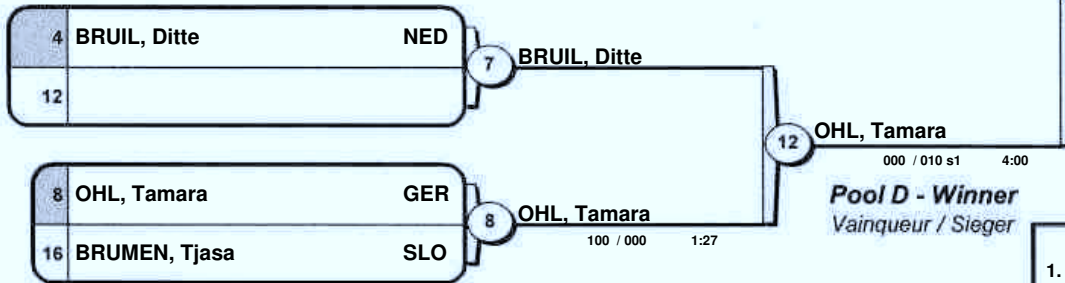 4 BRUIL, Ditte NED
12
7 BRUIL, Ditte
8 OHL, Tamara GER
16 BRUMEN, Tjasa SLO
8 OHL, Tamara
100 / 000 1:27
12 OHL, Tamara
000 / 010 s1 4:00
Pool D - Winner
Vainqueur / Sieger
1.